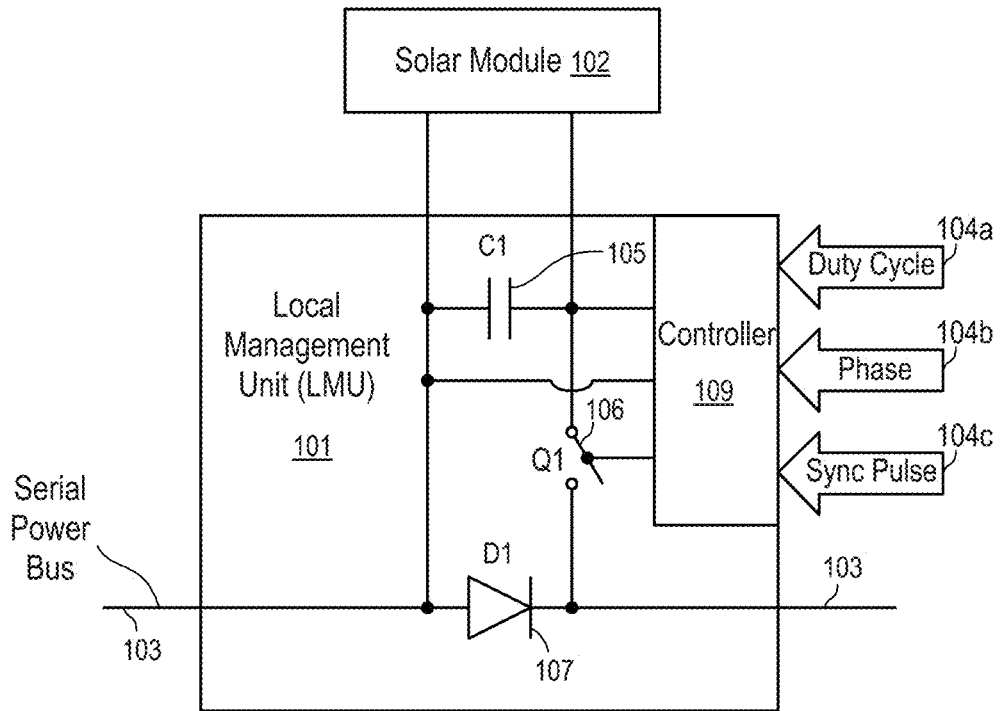 Solar Module 102
C1
105
Local
Management
Unit (LMU)
101
Controller
109
Duty Cycle
104a
Phase
104b
Sync Pulse
104c
106
Q1
Serial
Power
Bus
D1
103
103
107